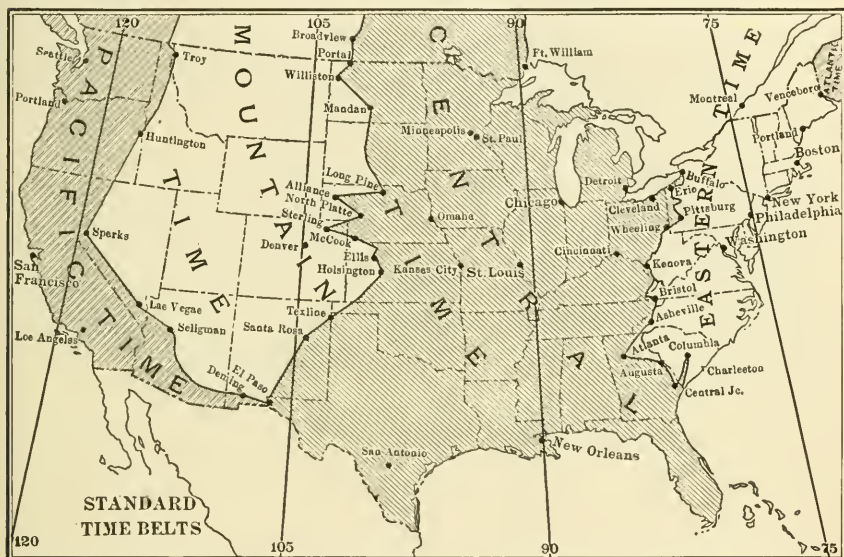 120
105
90
75
Broadview
Portal
Ft. William
Seattle
Troy
Williston
Montreal
Venceboro
ATLANTIC TIME
Portland
Mandan
Huntington
Minneapolis
St. Paul
Portland
Boston
Long Pine
Alliance
North Platte
Sterling
McCook
Omaha
Chicago
Detroit
Buffalo
Erie
Cleveland
Pittsburg
Wheeling
New York
Philadelphia
Washington
Sparks
Denver
Ellis
Hoisington
Kansas City
St. Louis
Cincinnati
Kenova
San Francisco
Las Vegas
Seligman
Santa Rosa
Texline
Bristol
Asheville
Los Angeles
Deming
El Paso
Atlanta
Columbia
Augusta
Charleston
Central Jc.
San Antonio
New Orleans
PACIFIC TIME
MOUNTAIN TIME
CENTRAL TIME
EASTERN TIME
STANDARD
TIME BELTS
120
105
90
75